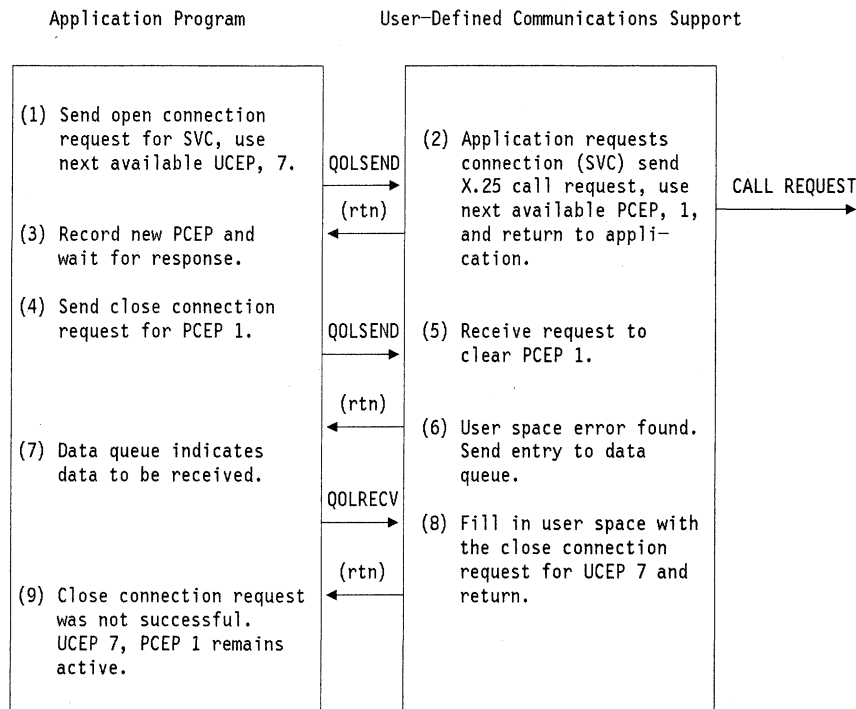 Application Program
User-Defined Communications Support
(1) Send open connection
request for SVC, use
next available UCEP, 7.
QOLSEND
(rtn)
(2) Application requests
connection (SVC) send
X.25 call request, use
next available PCEP, 1,
and return to appli-
cation.
CALL REQUEST
(3) Record new PCEP and
wait for response.
(4) Send close connection
request for PCEP 1.
QOLSEND
(5) Receive request to
clear PCEP 1.
(rtn)
(6) User space error found.
Send entry to data
queue.
(7) Data queue indicates
data to be received.
QOLRECV
(8) Fill in user space with
the close connection
request for UCEP 7 and
return.
(rtn)
(9) Close connection request
was not successful.
UCEP 7, PCEP 1 remains
active.